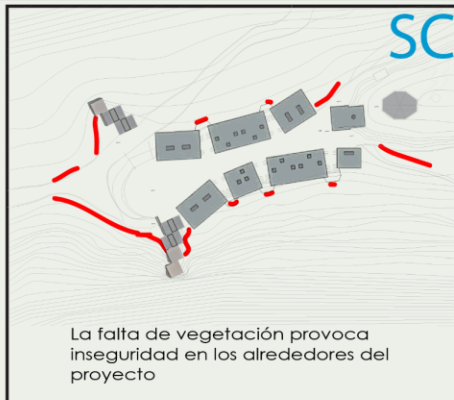 SC
La falta de vegetación provoca
inseguridad en los alrededores del
proyecto